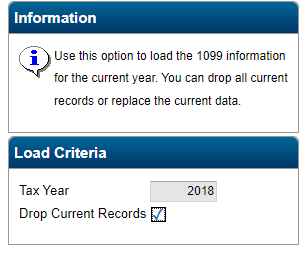 Information
Use this option to load the 1099 information
for the current year. You can drop all current
records or replace the current data.
Load Criteria
Tax Year 2018
Drop Current Records